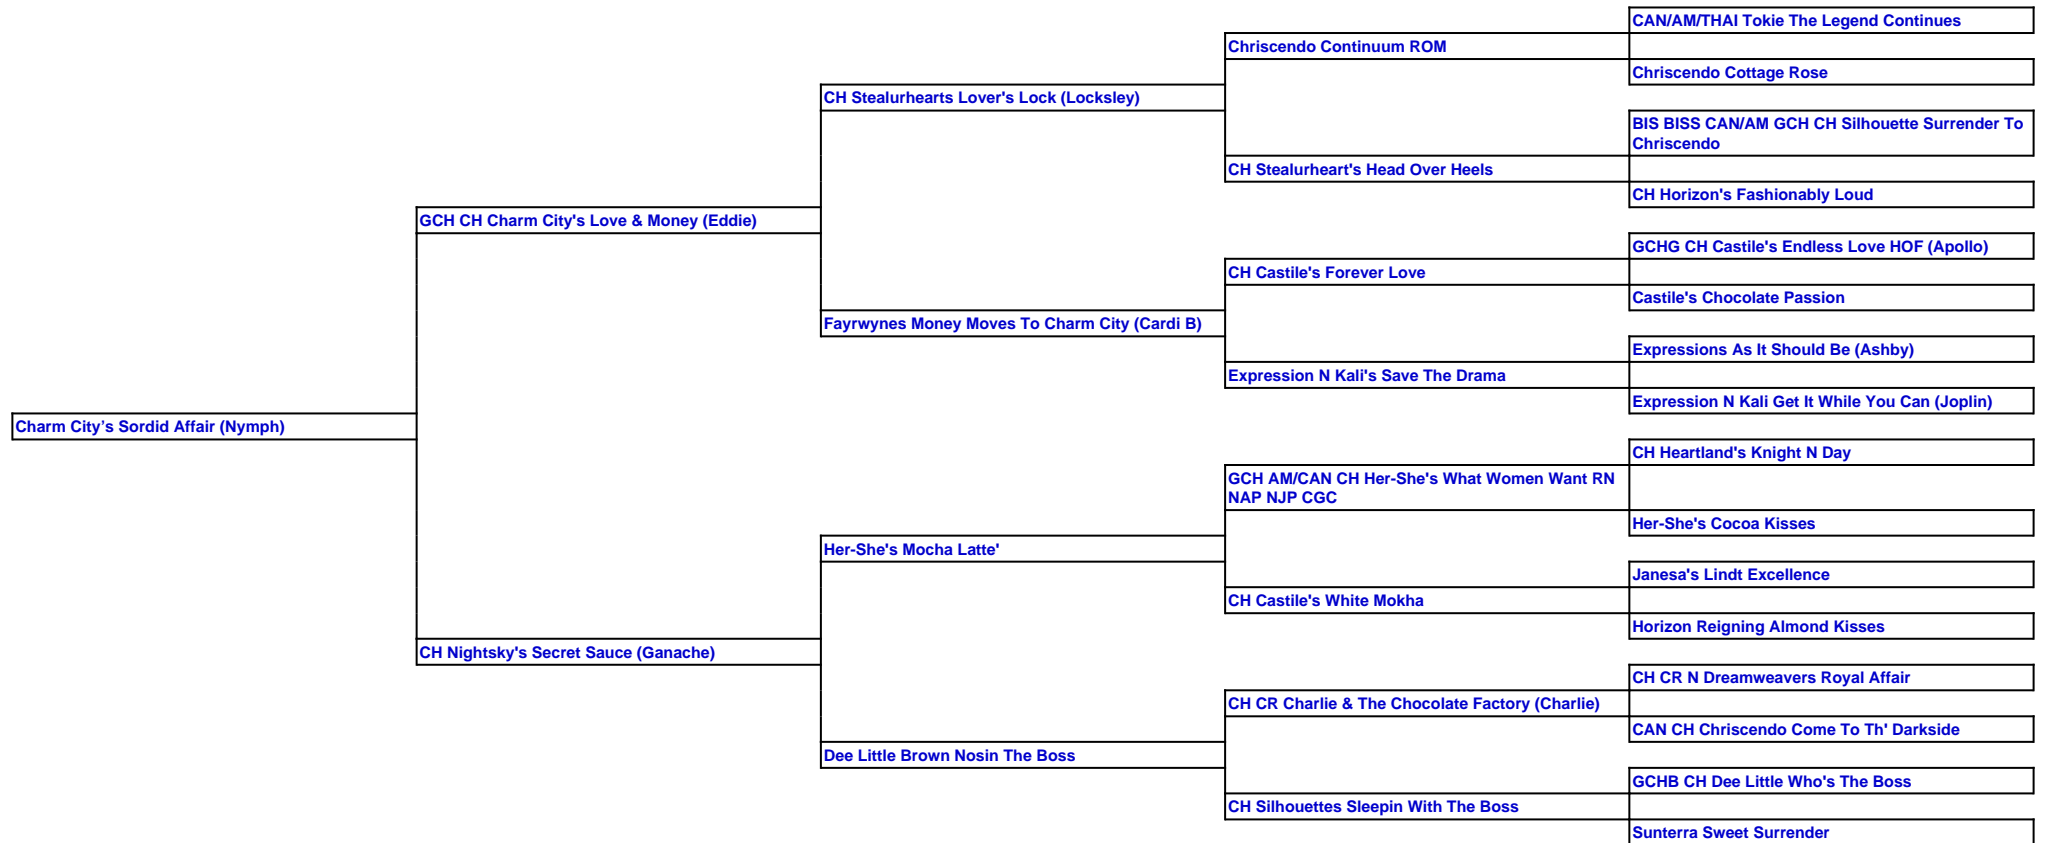 CAN/AM/THAI Tokie The Legend Continues
Chriscendo Continuum ROM
Chriscendo Cottage Rose
CH Stealurhearts Lover's Lock (Locksley)
BIS BISS CAN/AM GCH CH Silhouette Surrender To
Chriscendo
CH Stealurheart's Head Over Heels
CH Horizon's Fashionably Loud
GCH CH Charm City's Love & Money (Eddie)
GCHG CH Castile's Endless Love HOF (Apollo)
CH Castile's Forever Love
Castile's Chocolate Passion
Fayrwynes Money Moves To Charm City (Cardi B)
Expressions As It Should Be (Ashby)
Expression N Kali's Save The Drama
Expression N Kali Get It While You Can (Joplin)
Charm City’s Sordid Affair (Nymph)
CH Heartland's Knight N Day
GCH AM/CAN CH Her-She's What Women Want RN
NAP NJP CGC
Her-She's Cocoa Kisses
Her-She's Mocha Latte'
Janesa's Lindt Excellence
CH Castile's White Mokha
Horizon Reigning Almond Kisses
CH Nightsky's Secret Sauce (Ganache)
CH CR N Dreamweavers Royal Affair
CH CR Charlie & The Chocolate Factory (Charlie)
CAN CH Chriscendo Come To Th' Darkside
Dee Little Brown Nosin The Boss
GCHB CH Dee Little Who's The Boss
CH Silhouettes Sleepin With The Boss
Sunterra Sweet Surrender